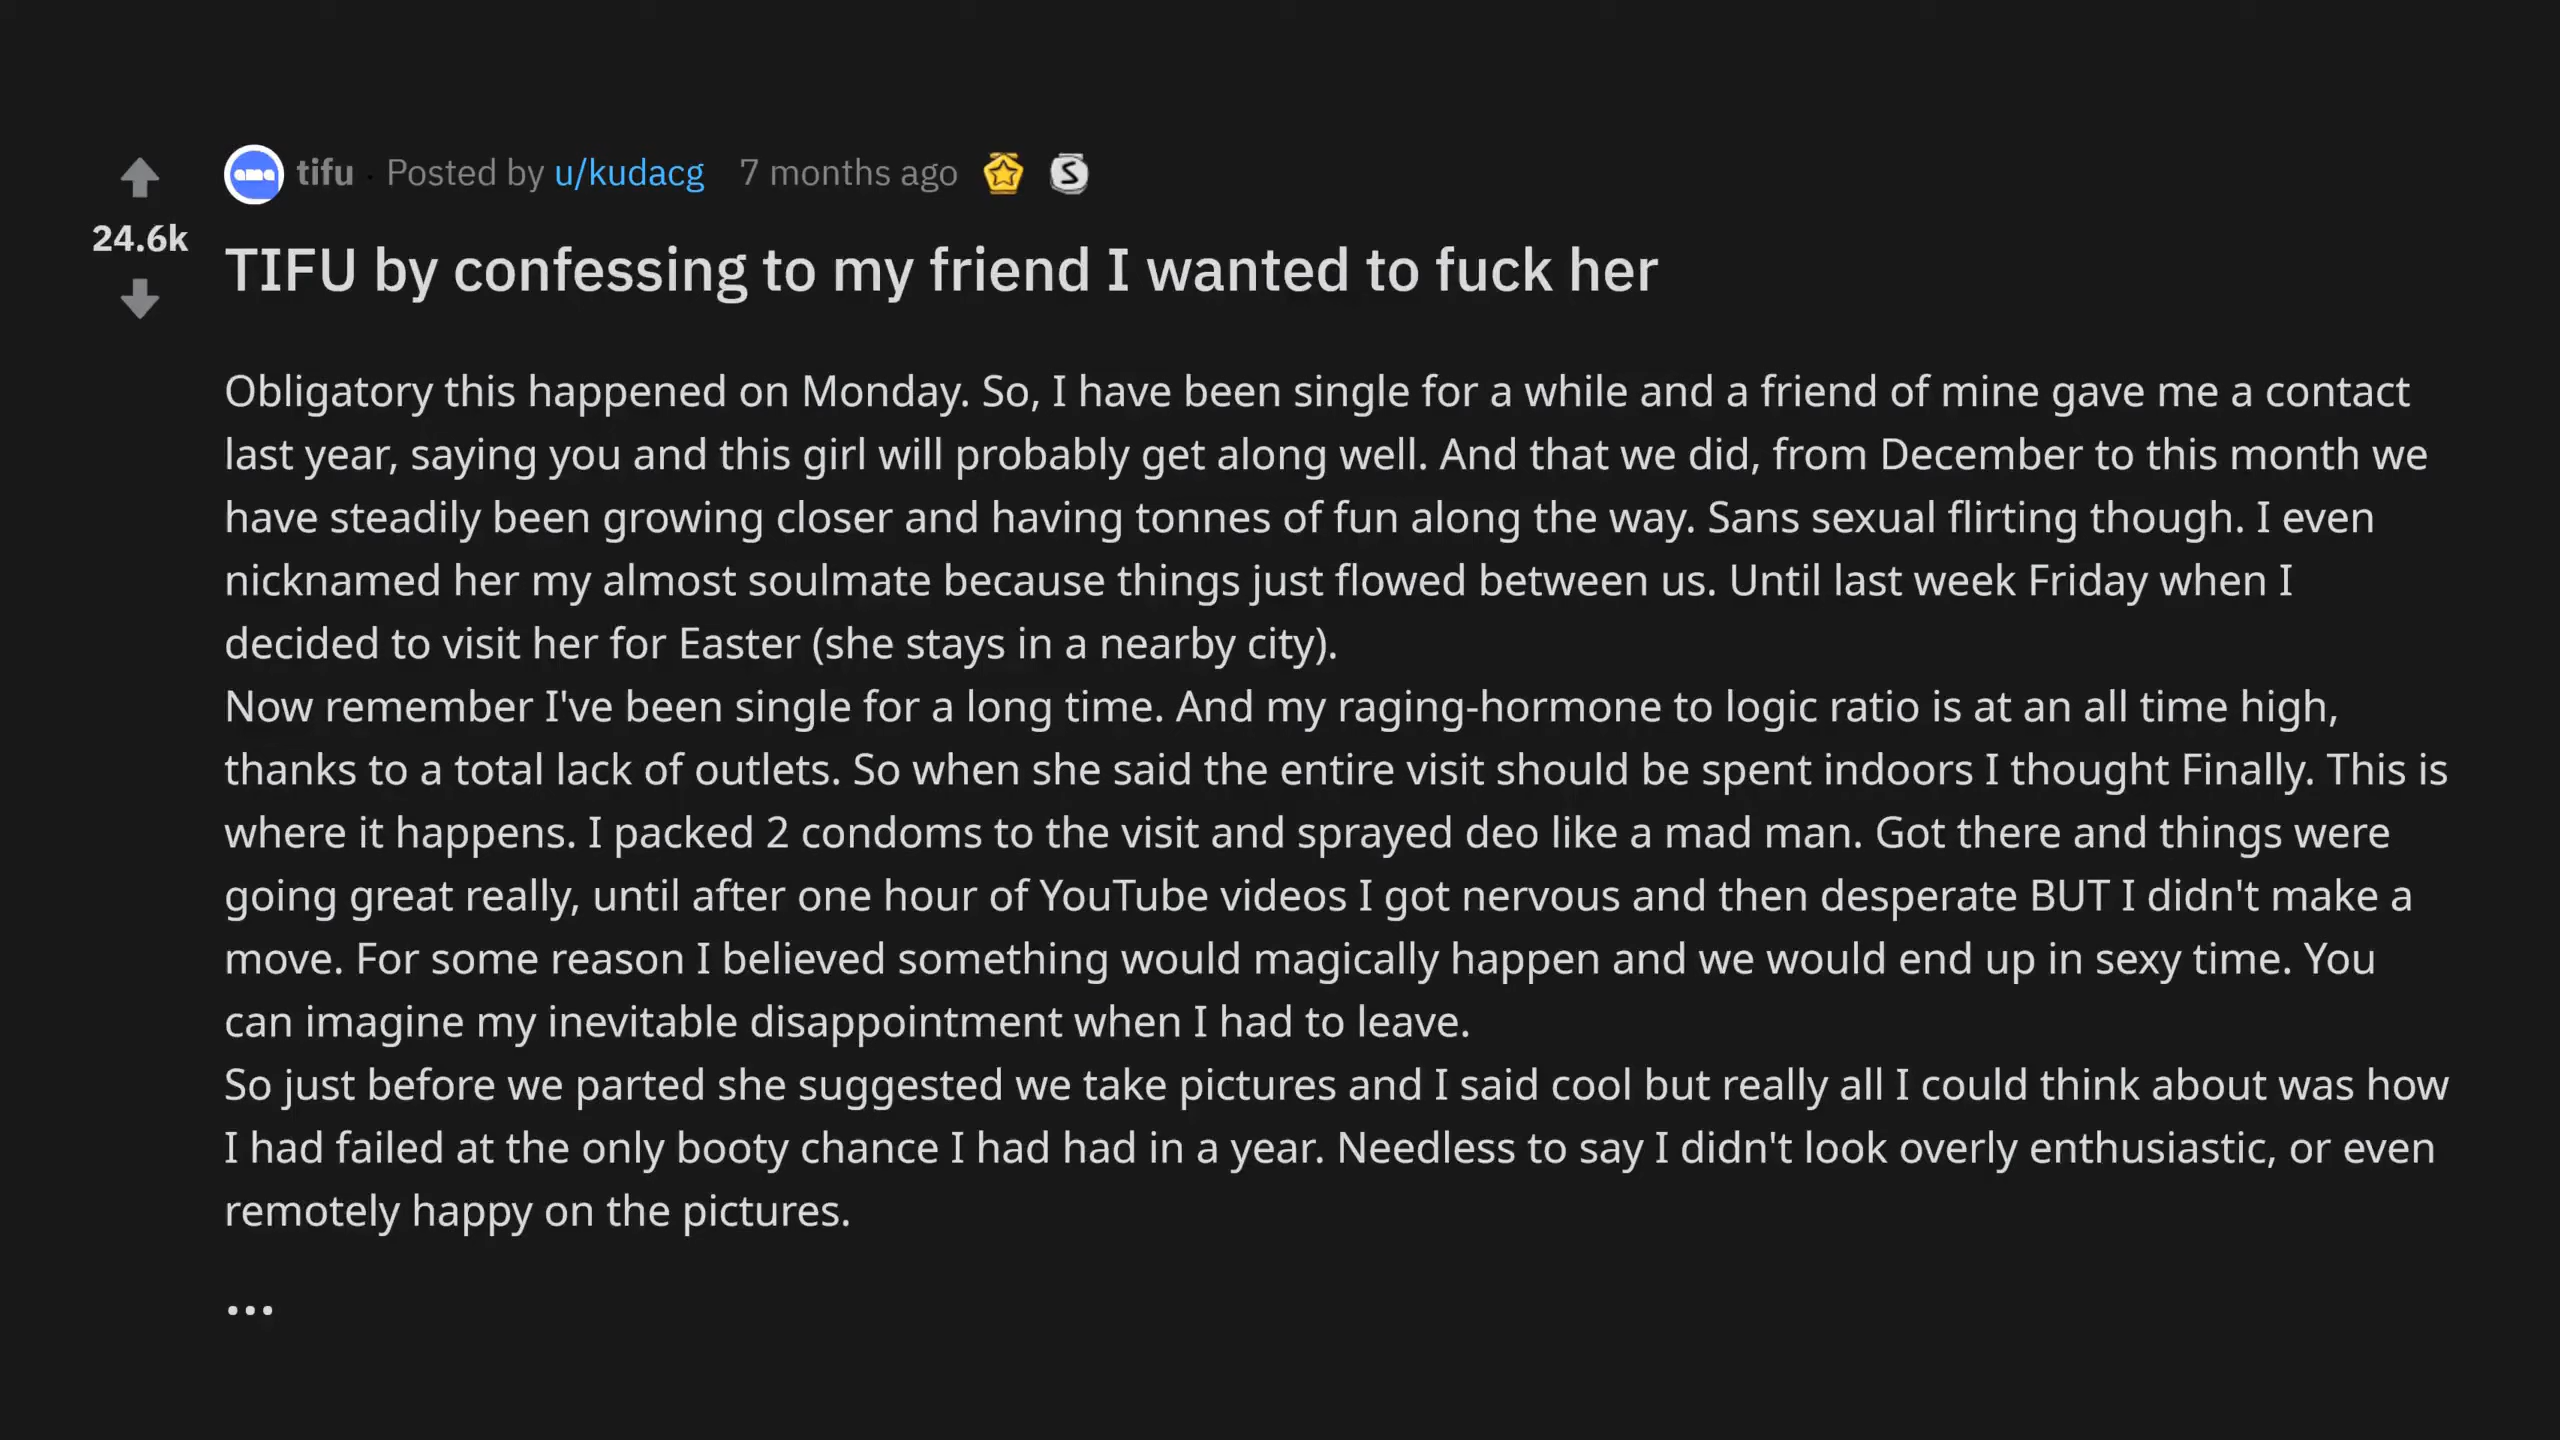 ama tifu · Posted by u/kudacg 7 months ago S
24.6k
TIFU by confessing to my friend I wanted to fuck her
Obligatory this happened on Monday. So, I have been single for a while and a friend of mine gave me a contact
last year, saying you and this girl will probably get along well. And that we did, from December to this month we
have steadily been growing closer and having tonnes of fun along the way. Sans sexual flirting though. I even
nicknamed her my almost soulmate because things just flowed between us. Until last week Friday when I
decided to visit her for Easter (she stays in a nearby city).
Now remember I've been single for a long time. And my raging-hormone to logic ratio is at an all time high,
thanks to a total lack of outlets. So when she said the entire visit should be spent indoors I thought Finally. This is
where it happens. I packed 2 condoms to the visit and sprayed deo like a mad man. Got there and things were
going great really, until after one hour of YouTube videos I got nervous and then desperate BUT I didn't make a
move. For some reason I believed something would magically happen and we would end up in sexy time. You
can imagine my inevitable disappointment when I had to leave.
So just before we parted she suggested we take pictures and I said cool but really all I could think about was how
I had failed at the only booty chance I had had in a year. Needless to say I didn't look overly enthusiastic, or even
remotely happy on the pictures.
...